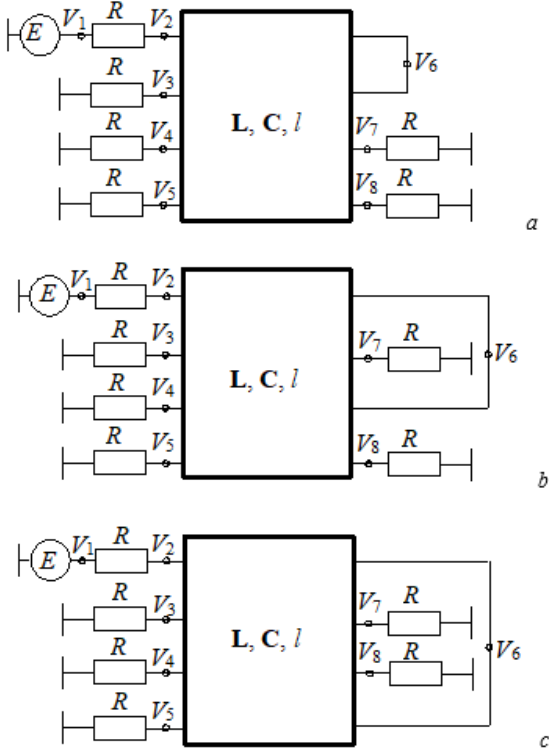 E V1 R V2
R V3
R V4
R V5
L, C, l
V6
V7 R
V8 R
a
E V1 R V2
R V3
R V4
R V5
L, C, l
V7 R
V6
V8 R
b
E V1 R V2
R V3
R V4
R V5
L, C, l
V7 R
V8 R
V6
c